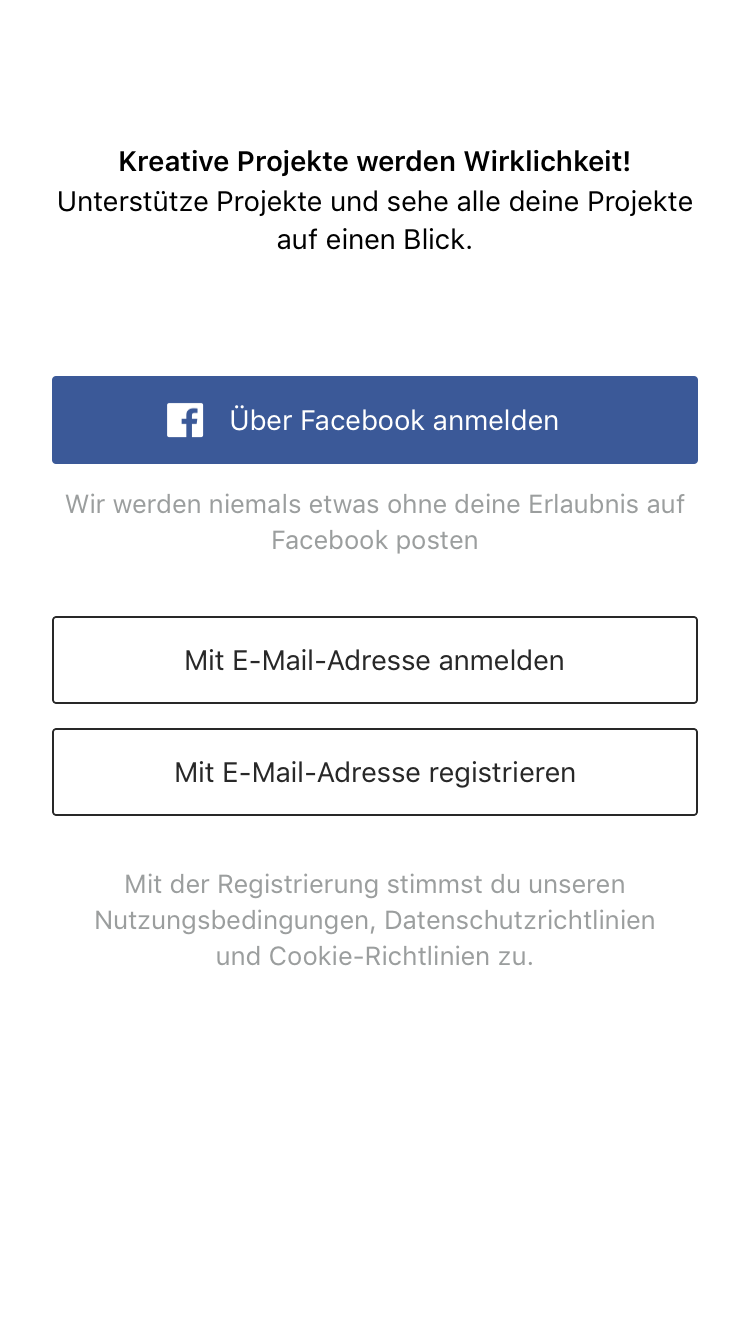 Kreative Projekte werden Wirklichkeit!
Unterstütze Projekte und sehe alle deine Projekte
auf einen Blick.
Über Facebook anmelden
Wir werden niemals etwas ohne deine Erlaubnis auf
Facebook posten
Mit E-Mail-Adresse anmelden
Mit E-Mail-Adresse registrieren
Mit der Registrierung stimmst du unseren
Nutzungsbedingungen, Datenschutzrichtlinien
und Cookie-Richtlinien zu.